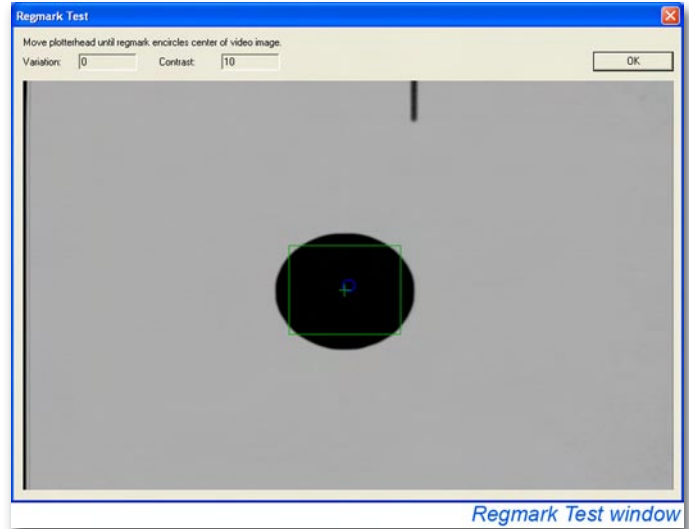 Regmark Test
Move plotterhead until regmark encircles center of video image.
Variation: 0 Contrast: 10 OK
Regmark Test window